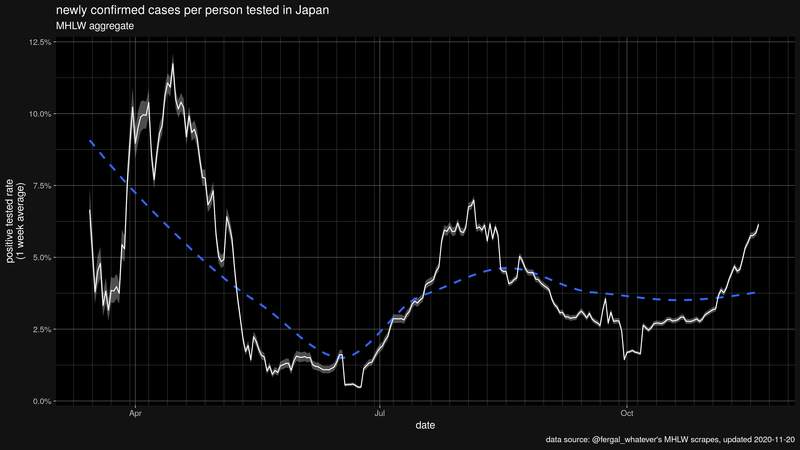 newly confirmed cases per person tested in Japan
MHLW aggregate
12.5%
10.0%
7.5%
5.0%
2.5%
0.0%
positive tested rate
(1 week average)
Apr
Jul
Oct
date
data source: @fergal_whatever's MHLW scrapes, updated 2020-11-20